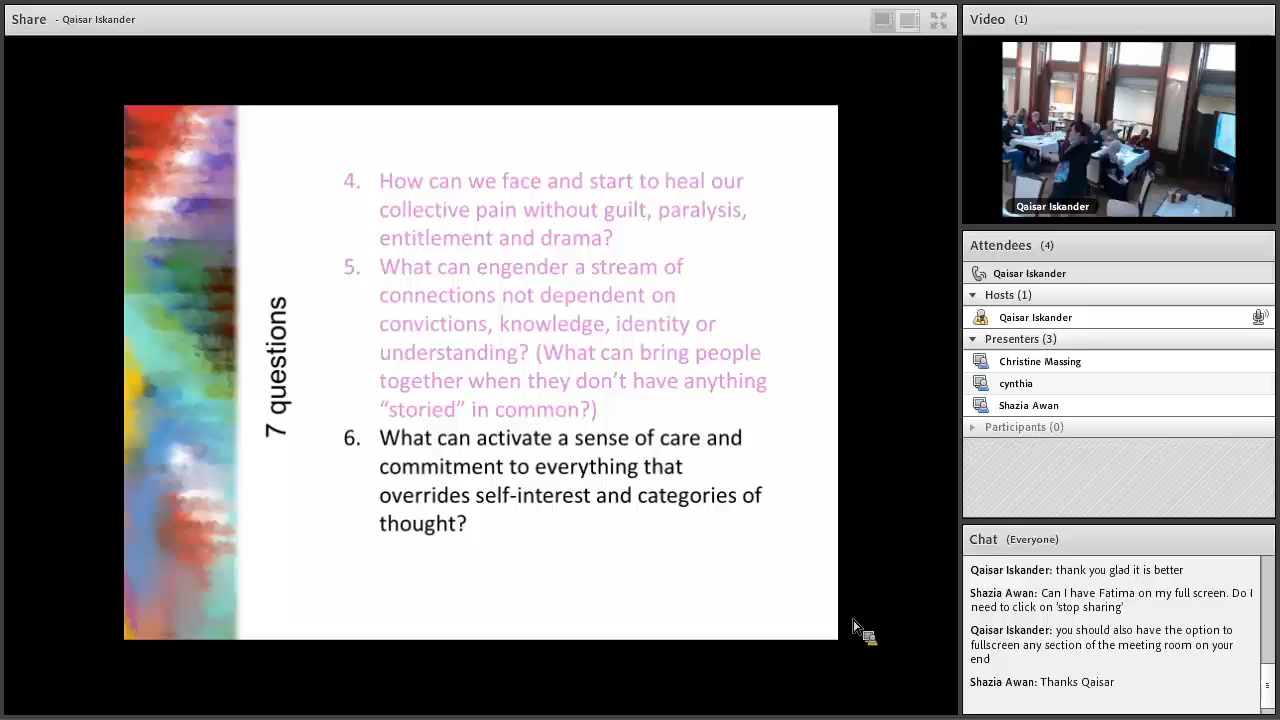 Share - Qaisar Iskander
7 questions
4. How can we face and start to heal our
collective pain without guilt, paralysis,
entitlement and drama?
5. What can engender a stream of
connections not dependent on
convictions, knowledge, identity or
understanding? (What can bring people
together when they don’t have anything
“storied” in common?)
6. What can activate a sense of care and
commitment to everything that
overrides self-interest and categories of
thought?
Video (1)
Qaisar Iskander
Attendees (4)
Qaisar Iskander
Hosts (1)
Qaisar Iskander
Presenters (3)
Christine Massing
cynthia
Shazia Awan
Participants (0)
Chat (Everyone)
Qaisar Iskander: thank you glad it is better
Shazia Awan: Can I have Fatima on my full screen. Do I
need to click on 'stop sharing'
Qaisar Iskander: you should also have the option to
fullscreen any section of the meeting room on your
end
Shazia Awan: Thanks Qaisar